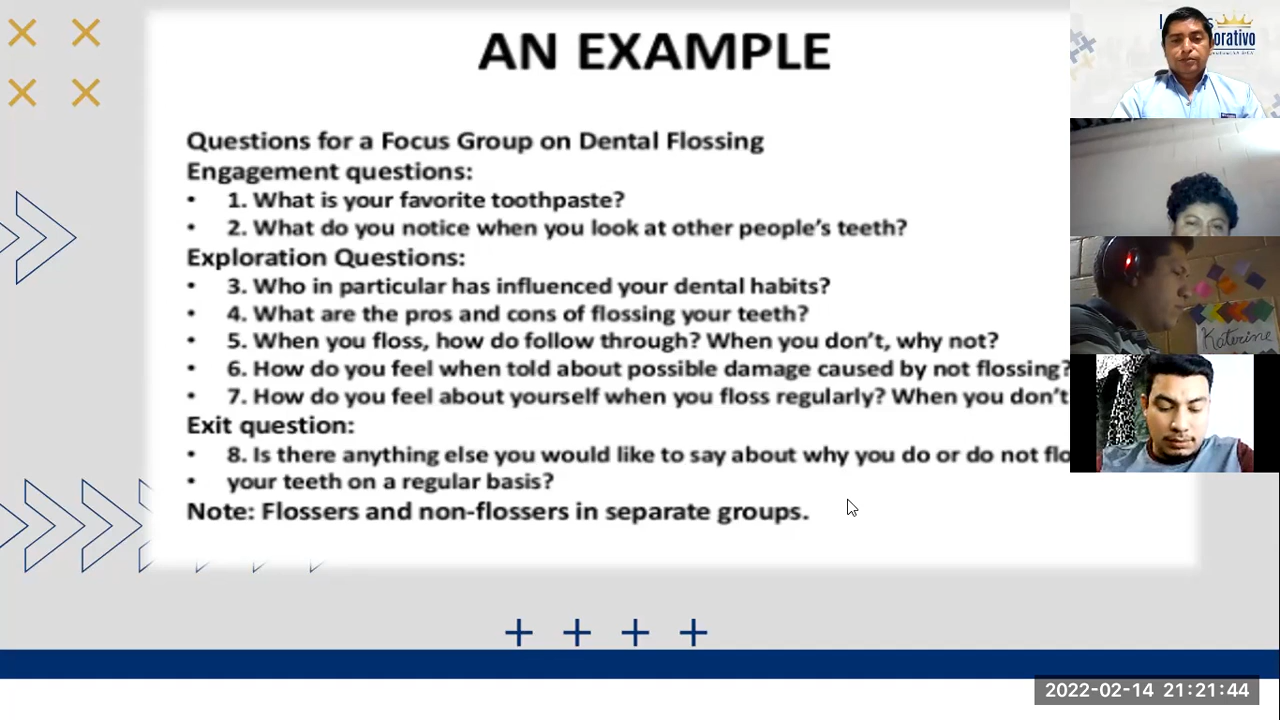 AN EXAMPLE
Questions for a Focus Group on Dental Flossing
Engagement questions:
• 1. What is your favorite toothpaste?
• 2. What do you notice when you look at other people's teeth?
Exploration Questions:
• 3. Who in particular has influenced your dental habits?
• 4. What are the pros and cons of flossing your teeth?
• 5. When you floss, how do follow through? When you don't, why not?
• 6. How do you feel when told about possible damage caused by not flossing?
• 7. How do you feel about yourself when you floss regularly? When you don't
Exit question:
• 8. Is there anything else you would like to say about why you do or do not flo
• your teeth on a regular basis?
Note: Flossers and non-flossers in separate groups.
orativo
Katerine
2022-02-14 21:21:44